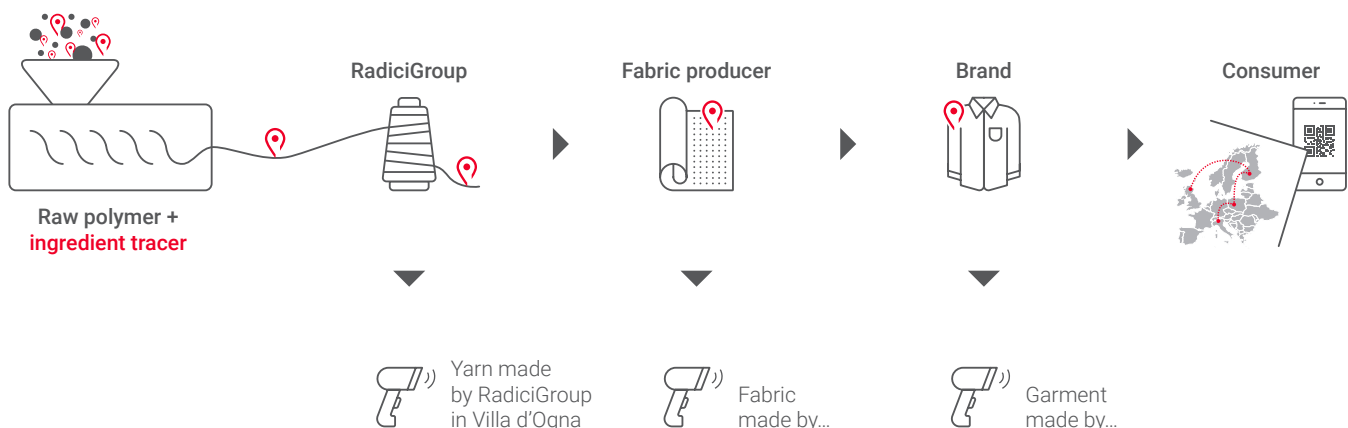 RadiciGroup
Fabric producer
Brand
Consumer
Raw polymer +
ingredient tracer
Yarn made
by RadiciGroup
in Villa d’Ogna
Fabric
made by…
Garment
made by…